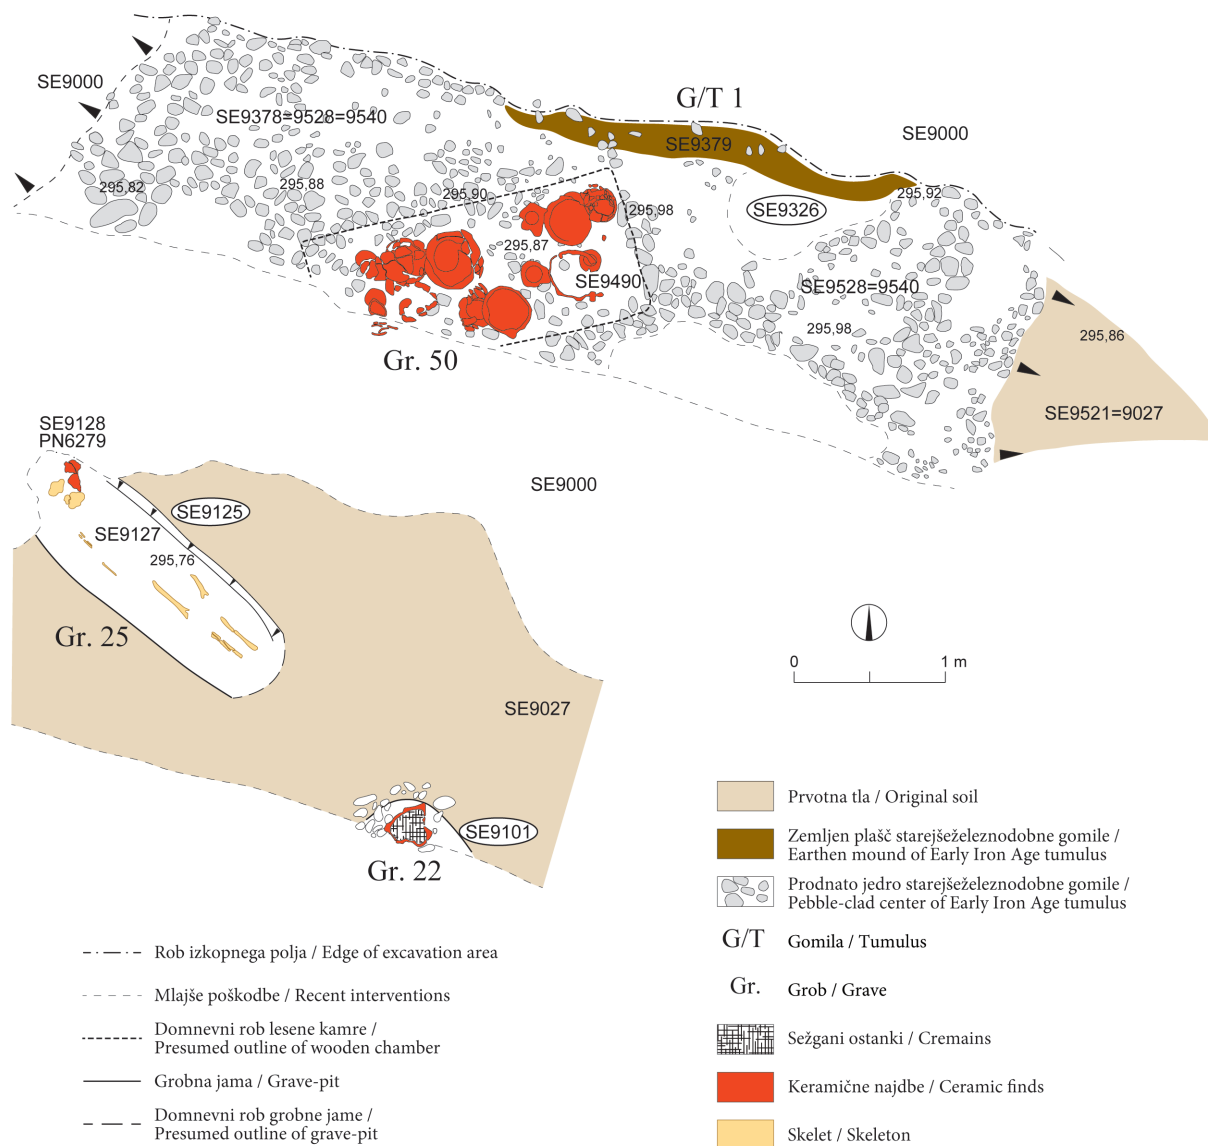 G/T 1
SE9000
SE9378=9528=9540
SE9000
SE9379
295,82
295,88
295,90
295,92
295,98
SE9326
295,87
SE9490
SE9528=9540
295,98
295,86
Gr. 50
SE9521=9027
SE9128
PN6279
SE9000
SE9125
SE9127
295,76
Gr. 25
0
1 m
SE9027
SE9101
Gr. 22
Prvotna tla / Original soil
Zemljen plašč starejšeželeznodobne gomile /
Earthen mound of Early Iron Age tumulus
Prodnato jedro starejšeželeznodobne gomile /
Pebble-clad center of Early Iron Age tumulus
G/T Gomila / Tumulus
Gr. Grob / Grave
Sežgani ostanki / Cremains
Keramične najdbe / Ceramic finds
Skelet / Skeleton
Rob izkopnega polja / Edge of excavation area
Mlajše poškodbe / Recent interventions
Domnevni rob lesene kamre /
Presumed outline of wooden chamber
Grobna jama / Grave-pit
Domnevni rob grobne jame /
Presumed outline of grave-pit